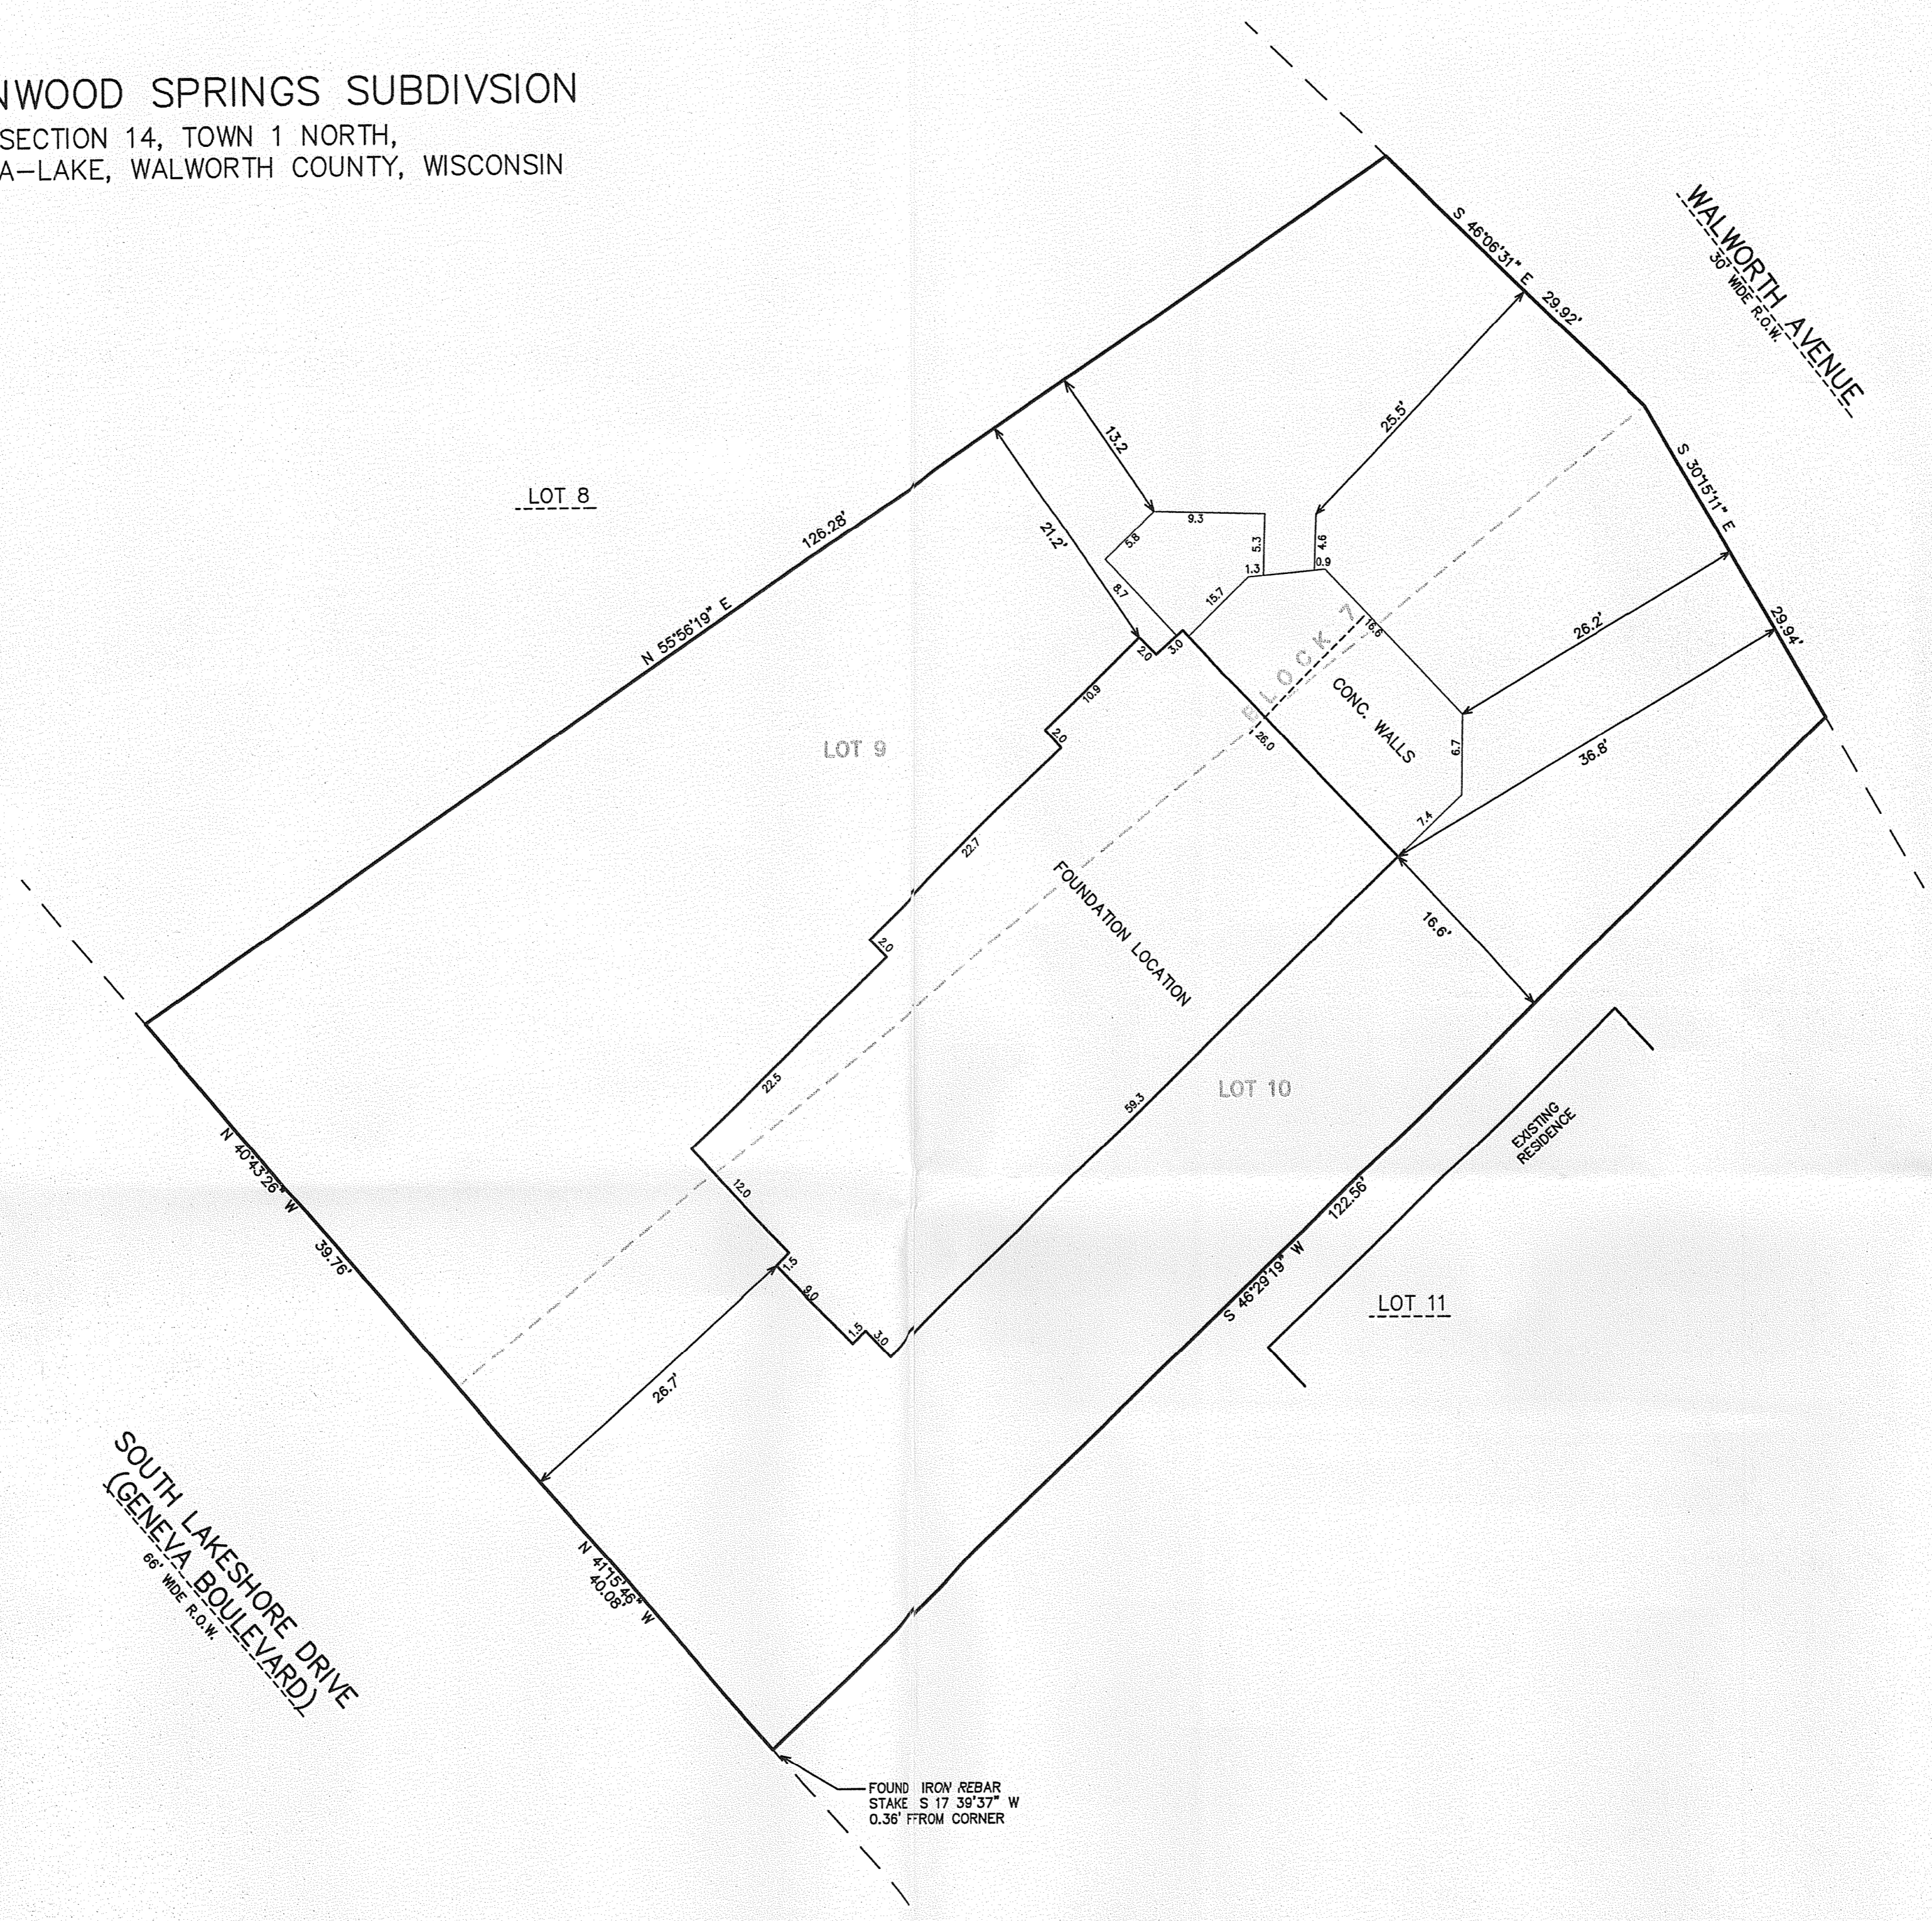 NWOOD SPRINGS SUBDIVSION
SECTION 14, TOWN 1 NORTH,
A-LAKE, WALWORTH COUNTY, WISCONSIN
WALWORTH AVENUE
30' WIDE R.O.W.
S 46°06'31" E 29.92'
S 30°15'11" E
29.94'
LOT 8
126.28'
N 55°56'19" E
13.2
21.2'
25.5'
9.3
5.8
5.3
4.6
1.3
0.9
8.7
15.7
2.0
3.0
16.6
BLOCK 7
26.0
CONC. WALLS
26.2'
36.8'
6.7
7.4
10.9
2.0
LOT 9
22.7
2.0
FOUNDATION LOCATION
16.6'
22.5
59.3
LOT 10
EXISTING
RESIDENCE
12.0
1.5
9.0
1.5
3.0
26.7'
122.56'
S 46°29'19" W
LOT 11
N 40°43'26" W
39.76'
N 41°15'46" W
40.08'
SOUTH LAKESHORE DRIVE
(GENEVA BOULEVARD)
66' WIDE R.O.W.
FOUND IRON REBAR
STAKE S 17 39'37" W
0.36' FROM CORNER